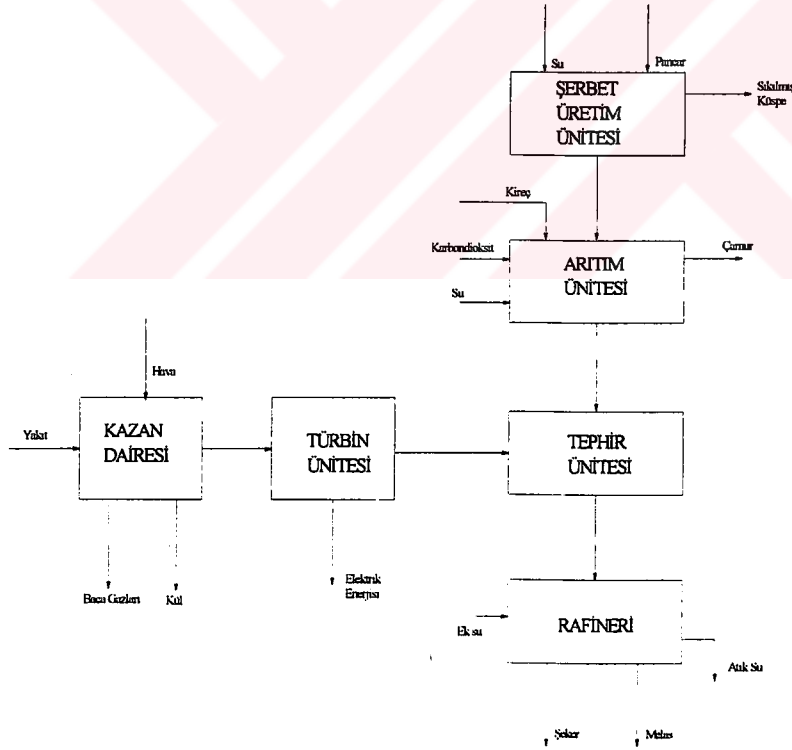 Su
Pancar
ŞERBET
ÜRETİM
ÜNİTESİ
Sıkılmış
Küspe
Kireç
Karbondioksit
Su
ARITIM
ÜNİTESİ
Çamur
Hava
Yakıt
KAZAN
DAİRESİ
TÜRBİN
ÜNİTESİ
TEPHİR
ÜNİTESİ
Baca Gazları
Kül
Elektrik
Enerjisi
Ek su
RAFİNERİ
Atık Su
Şeker
Melas